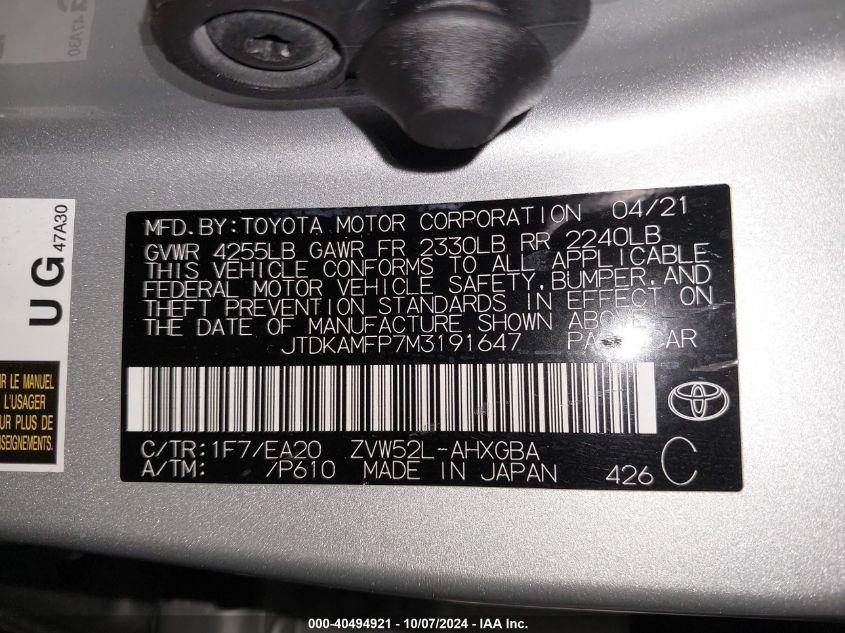 47A30
UG
47A30
MFD. BY: TOYOTA MOTOR CORPORATION 04/21
GVWR 4255LB GAWR FR 2330LB RR 2240LB
THIS VEHICLE CONFORMS TO ALL APPLICABLE
FEDERAL MOTOR VEHICLE SAFETY, BUMPER, AND
THEFT PREVENTION STANDARDS IN EFFECT ON
THE DATE OF MANUFACTURE SHOWN ABOVE.
JTDKAMFP7M3191647 PASS. CAR
C/TR: 1F7/EA20 ZVW52L-AHXGBA
A/TM: /P610 MADE IN JAPAN 426 C
LE MANUEL
L'USAGER
PLUS DE
000-40494921 - 10/07/2024 - IAA Inc.